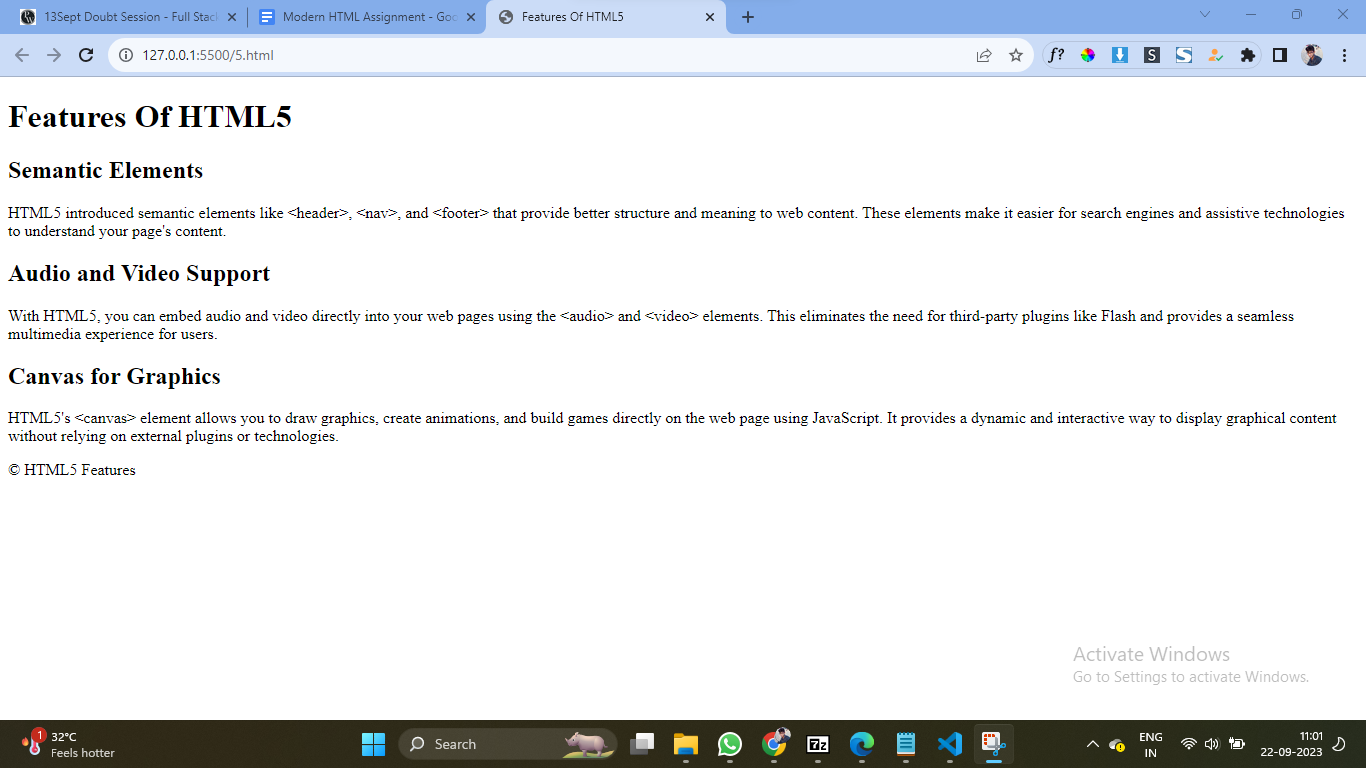 13Sept Doubt Session - Full Stac
Modern HTML Assignment - Goo
Features Of HTML5
127.0.0.1:5500/5.html
f?
S
S
Features Of HTML5
Semantic Elements
HTML5 introduced semantic elements like <header>, <nav>, and <footer> that provide better structure and meaning to web content. These elements make it easier for search engines and assistive technologies
to understand your page's content.
Audio and Video Support
With HTML5, you can embed audio and video directly into your web pages using the <audio> and <video> elements. This eliminates the need for third-party plugins like Flash and provides a seamless
multimedia experience for users.
Canvas for Graphics
HTML5's <canvas> element allows you to draw graphics, create animations, and build games directly on the web page using JavaScript. It provides a dynamic and interactive way to display graphical content
without relying on external plugins or technologies.
© HTML5 Features
Activate Windows
Go to Settings to activate Windows.
1
32°C
Feels hotter
Search
7z
ENG
IN
11:01
22-09-2023